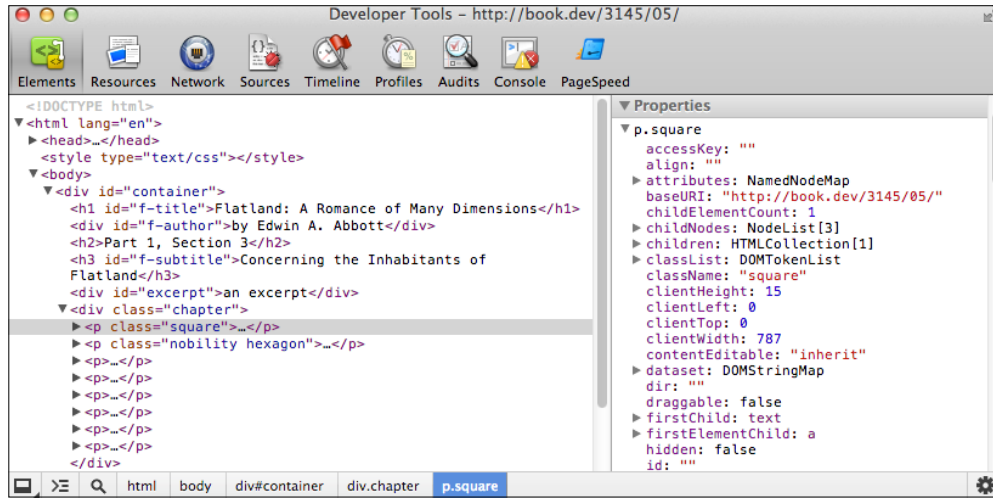 Developer Tools – http://book.dev/3145/05/
Elements Resources Network Sources Timeline Profiles Audits Console PageSpeed
<!DOCTYPE html>
▼<html lang="en">
▶<head>…</head>
<style type="text/css"></style>
▼<body>
▼<div id="container">
<h1 id="f-title">Flatland: A Romance of Many Dimensions</h1>
<div id="f-author">by Edwin A. Abbott</div>
<h2>Part 1, Section 3</h2>
<h3 id="f-subtitle">Concerning the Inhabitants of
Flatland</h3>
<div id="excerpt">an excerpt</div>
▼<div class="chapter">
▶<p class="square">…</p>
▶<p class="nobility hexagon">…</p>
▶<p>…</p>
▶<p>…</p>
▶<p>…</p>
▶<p>…</p>
▶<p>…</p>
▶<p>…</p>
</div>
▼ Properties
▼p.square
accessKey: ""
align: ""
▶attributes: NamedNodeMap
baseURI: "http://book.dev/3145/05/"
childElementCount: 1
▶childNodes: NodeList[3]
▶children: HTMLCollection[1]
▶classList: DOMTokenList
className: "square"
clientHeight: 15
clientLeft: 0
clientTop: 0
clientWidth: 787
contentEditable: "inherit"
▶dataset: DOMStringMap
dir: ""
draggable: false
▶firstChild: text
▶firstElementChild: a
hidden: false
id: ""
html body div#container div.chapter p.square